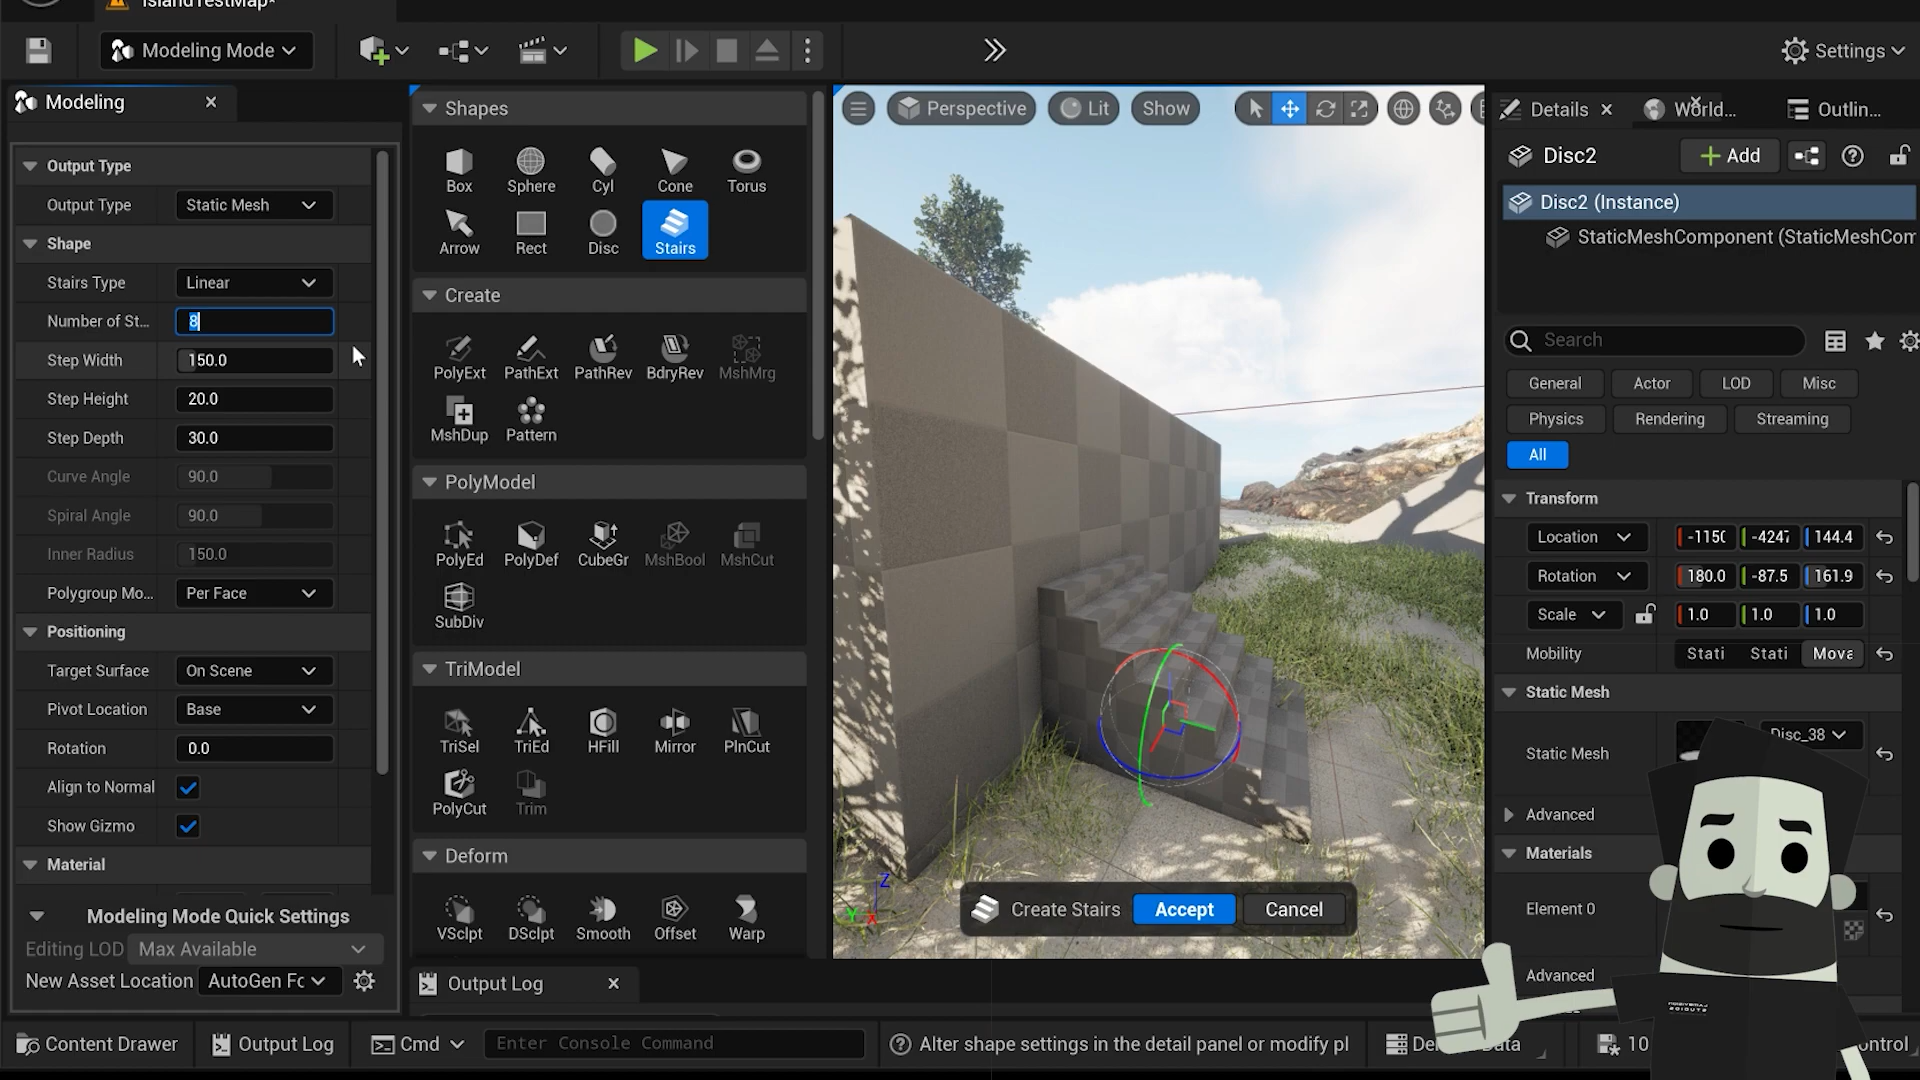 IslandTestMap*
Modeling Mode
Settings
Modeling
Output Type
Output Type
Static Mesh
Shape
Stairs Type
Linear
Number of St...
8
Step Width
150.0
Step Height
20.0
Step Depth
30.0
Curve Angle
90.0
Spiral Angle
90.0
Inner Radius
150.0
Polygroup Mo...
Per Face
Positioning
Target Surface
On Scene
Pivot Location
Base
Rotation
0.0
Align to Normal
Show Gizmo
Material
Modeling Mode Quick Settings
Editing LOD
Max Available
New Asset Location
AutoGen Fc
Shapes
Box
Sphere
Cyl
Cone
Torus
Arrow
Rect
Disc
Stairs
Create
PolyExt
PathExt
PathRev
BdryRev
MshMrg
MshDup
Pattern
PolyModel
PolyEd
PolyDef
CubeGr
MshBool
MshCut
SubDiv
TriModel
TriSel
TriEd
HFill
Mirror
PlnCut
PolyCut
Trim
Deform
VSclpt
DSclpt
Smooth
Offset
Warp
Output Log
Perspective
Lit
Show
Z
Y
X
Create Stairs
Accept
Cancel
Details
World...
Outlin...
Disc2
Add
Disc2 (Instance)
StaticMeshComponent (StaticMeshCom
Search
General
Actor
LOD
Misc
Physics
Rendering
Streaming
All
Transform
Location
-1150
-4247
144.4
Rotation
180.0
-87.5
161.9
Scale
1.0
1.0
1.0
Mobility
Stati
Stati
Mova
Static Mesh
Static Mesh
Disc_38
Advanced
Materials
Element 0
Advanced
Content Drawer
Output Log
Cmd
Enter Console Command
Alter shape settings in the detail panel or modify pl
De
Data
10
ontrol